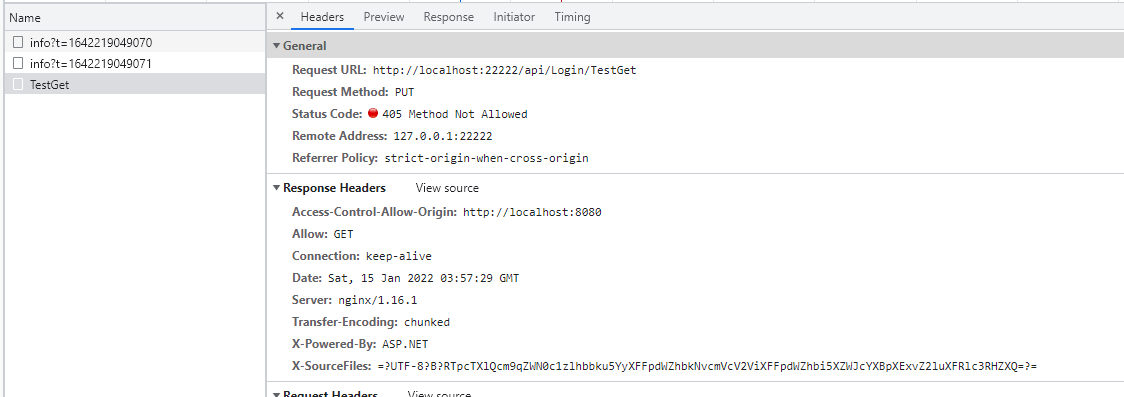 Name
info?t=1642219049070
info?t=1642219049071
TestGet
× Headers Preview Response Initiator Timing
General
Request URL: http://localhost:22222/api/Login/TestGet
Request Method: PUT
Status Code: 405 Method Not Allowed
Remote Address: 127.0.0.1:22222
Referrer Policy: strict-origin-when-cross-origin
Response Headers View source
Access-Control-Allow-Origin: http://localhost:8080
Allow: GET
Connection: keep-alive
Date: Sat, 15 Jan 2022 03:57:29 GMT
Server: nginx/1.16.1
Transfer-Encoding: chunked
X-Powered-By: ASP.NET
X-SourceFiles: =?UTF-8?B?RTpcTXlQcm9qZWN0c1zlhbbku5YyXFFpdWZhbkNvcmVcV2ViXFFpdWZhbi5XZWJcYXBpXExvZ2luXFRlc3RHZXQ=?=
Request Headers View source